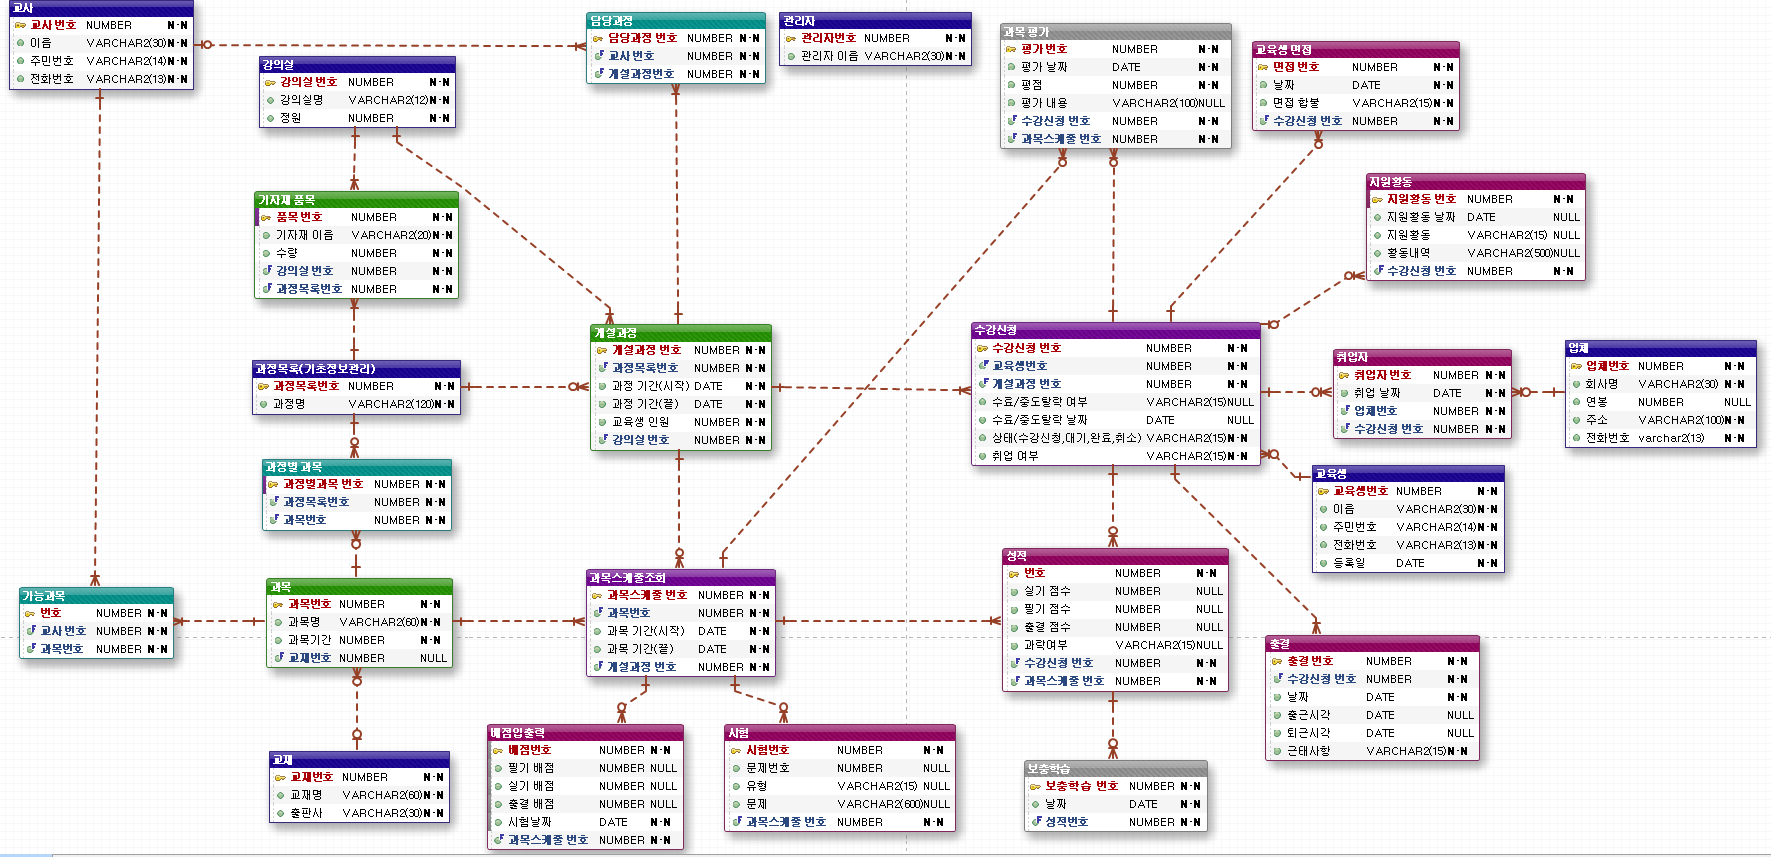 교사
교사 번호 NUMBER N-N
이름 VARCHAR2(30) N-N
주민번호 VARCHAR2(14) N-N
전화번호 VARCHAR2(13) N-N
담당과정
담당과정 번호 NUMBER N-N
교사 번호 NUMBER N-N
개설과정번호 NUMBER N-N
관리자
관리자번호 NUMBER N-N
관리자 이름 VARCHAR2(30) N-N
과목 평가
평가 번호 NUMBER N-N
평가 날짜 DATE N-N
평점 NUMBER N-N
평가 내용 VARCHAR2(100) NULL
수강신청 번호 NUMBER N-N
과목스케줄 번호 NUMBER N-N
교육생 면접
면접 번호 NUMBER N-N
날짜 DATE N-N
면접 합불 VARCHAR2(15) N-N
수강신청 번호 NUMBER N-N
강의실
강의실 번호 NUMBER N-N
강의실명 VARCHAR2(12) N-N
정원 NUMBER N-N
지원활동
지원활동 번호 NUMBER N-N
지원활동 날짜 DATE NULL
지원활동 VARCHAR2(15) NULL
활동내역 VARCHAR2(500) NULL
수강신청 번호 NUMBER N-N
기자재 품목
품목 번호 NUMBER N-N
기자재 이름 VARCHAR2(20) N-N
수량 NUMBER N-N
강의실 번호 NUMBER N-N
과정목록번호 NUMBER N-N
개설과정
개설과정 번호 NUMBER N-N
과정목록번호 NUMBER N-N
과정 기간(시작) DATE N-N
과정 기간(끝) DATE N-N
교육생 인원 NUMBER N-N
강의실 번호 NUMBER N-N
수강신청
수강신청 번호 NUMBER N-N
교육생번호 NUMBER N-N
개설과정 번호 NUMBER N-N
수료/중도탈락 여부 VARCHAR2(15) NULL
수료/중도탈락 날짜 DATE NULL
상태(수강신청,대기,완료,취소) VARCHAR2(15) N-N
취업 여부 VARCHAR2(15) N-N
취업자
취업자 번호 NUMBER N-N
취업 날짜 DATE N-N
업체번호 NUMBER N-N
수강신청 번호 NUMBER N-N
업체
업체번호 NUMBER N-N
회사명 VARCHAR2(30) N-N
연봉 NUMBER NULL
주소 VARCHAR2(100) N-N
전화번호 varchar2(13) N-N
과정목록(기초정보관리)
과정목록번호 NUMBER N-N
과정명 VARCHAR2(120) N-N
과정별 과목
과정별과목 번호 NUMBER N-N
과정목록번호 NUMBER N-N
과목번호 NUMBER N-N
교육생
교육생번호 NUMBER N-N
이름 VARCHAR2(30) N-N
주민번호 VARCHAR2(14) N-N
전화번호 VARCHAR2(13) N-N
등록일 DATE N-N
가능과목
번호 NUMBER N-N
교사 번호 NUMBER N-N
과목번호 NUMBER N-N
과목
과목번호 NUMBER N-N
과목명 VARCHAR2(60) N-N
과목기간 NUMBER N-N
교재번호 NUMBER NULL
과목스케줄조회
과목스케줄 번호 NUMBER N-N
과목번호 NUMBER N-N
과목 기간(시작) DATE N-N
과목 기간(끝) DATE N-N
개설과정 번호 NUMBER N-N
성적
번호 NUMBER N-N
실기 점수 NUMBER NULL
필기 점수 NUMBER NULL
출결 점수 NUMBER NULL
과락여부 VARCHAR2(15) NULL
수강신청 번호 NUMBER N-N
과목스케줄 번호 NUMBER N-N
출결
출결 번호 NUMBER N-N
수강신청 번호 NUMBER N-N
날짜 DATE N-N
출근시각 DATE NULL
퇴근시각 DATE NULL
근태사항 VARCHAR2(15) N-N
교재
교재번호 NUMBER N-N
교재명 VARCHAR2(60) N-N
출판사 VARCHAR2(30) N-N
배점입출력
배점번호 NUMBER N-N
필기 배점 NUMBER NULL
실기 배점 NUMBER NULL
출결 배점 NUMBER NULL
시험날짜 DATE N-N
과목스케줄 번호 NUMBER N-N
시험
시험번호 NUMBER N-N
문제번호 NUMBER NULL
유형 VARCHAR2(15) NULL
문제 VARCHAR2(600) NULL
과목스케줄 번호 NUMBER N-N
보충학습
보충학습 번호 NUMBER N-N
날짜 DATE N-N
성적번호 NUMBER N-N